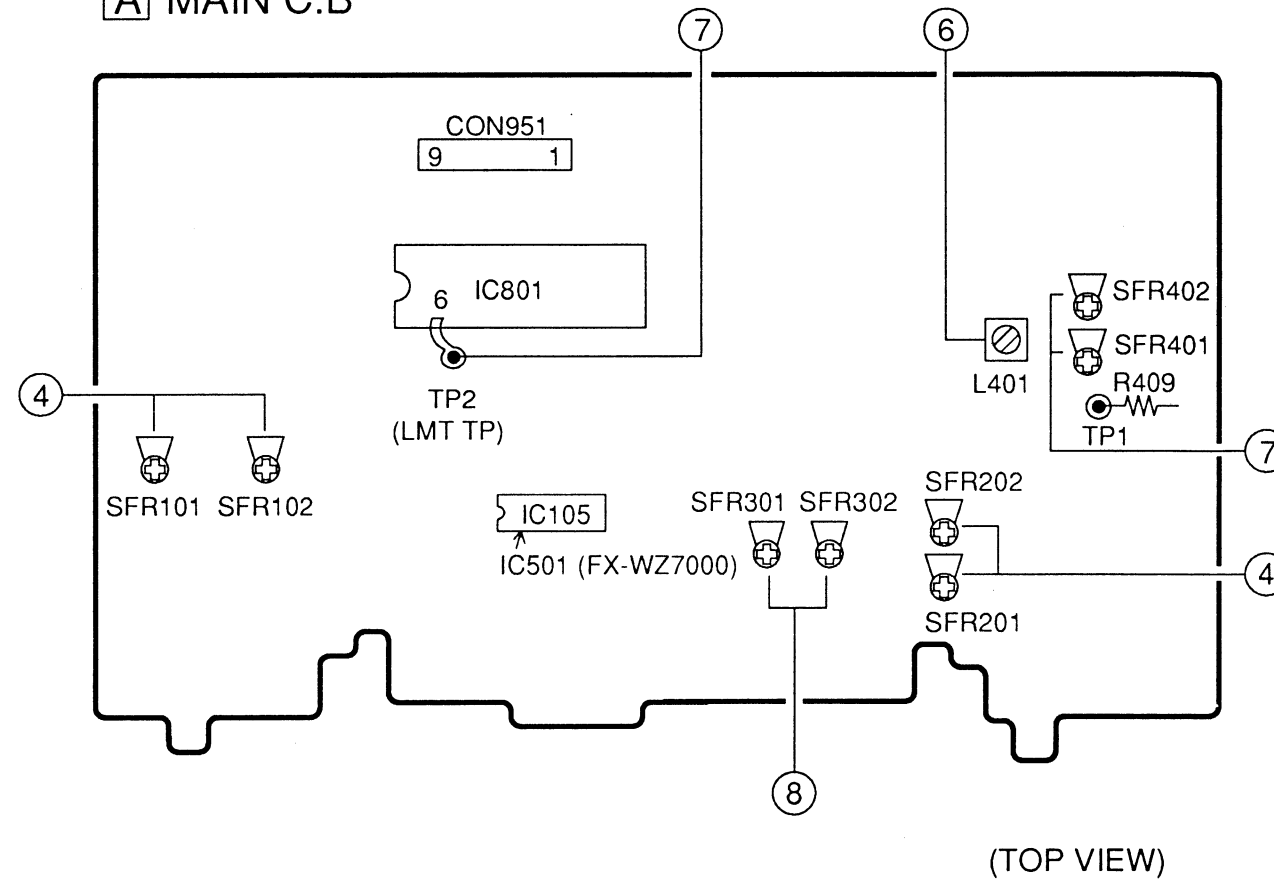 A MAIN C.B
7
6
CON951
9 1
6
IC801
SFR402
SFR401
L401
R409
TP1
4
TP2
(LMT TP)
7
SFR101 SFR102
SFR202
SFR301 SFR302
IC105
IC501 (FX-WZ7000)
4
SFR201
8
(TOP VIEW)